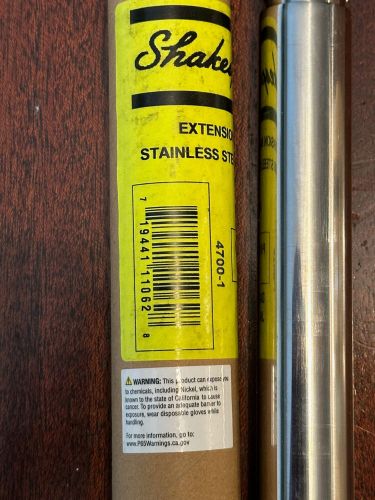 Shake
EXTENSION
STAINLESS STE
7 19441 11062 8
4700-1
WARNING: This product can expose you
to chemicals, including Nickel, which is
known to the state of California to cause
cancer. To provide an adequate barrier to
exposure, wear disposable gloves while
handling.
For more information, go to:
www.P65Warnings.ca.gov